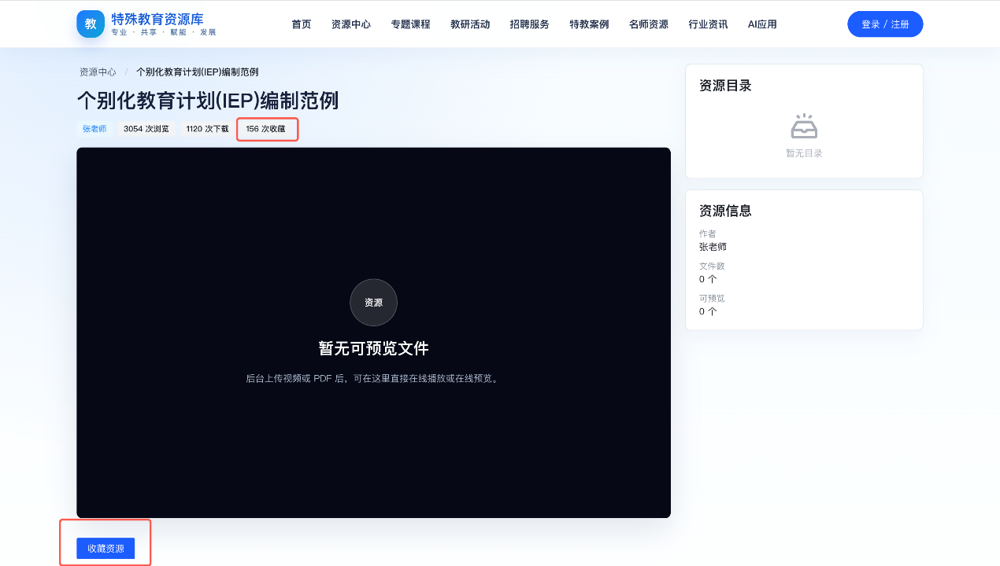 教
特殊教育资源库
专业 · 共享 · 赋能 · 发展
首页 资源中心 专题课程 教研活动 招聘服务 特教案例 名师资源 行业资讯 AI应用
登录 / 注册
资源中心 / 个别化教育计划(IEP)编制范例
个别化教育计划(IEP)编制范例
张老师 3054 次浏览 1120 次下载 156 次收藏
资源
暂无可预览文件
后台上传视频或 PDF 后，可在这里直接在线播放或在线预览。
收藏资源
资源目录
暂无目录
资源信息
作者
张老师
文件数
0 个
可预览
0 个